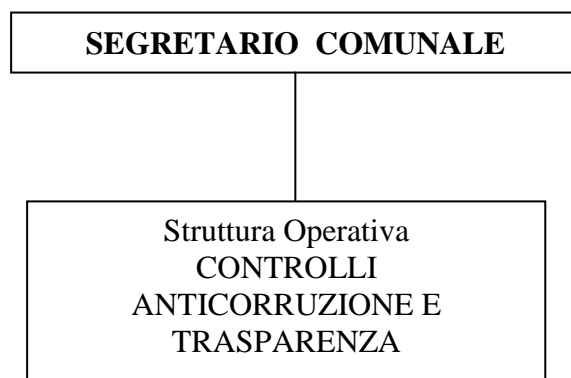 SEGRETARIO COMUNALE
Struttura Operativa
CONTROLLI
ANTICORRUZIONE E
TRASPARENZA